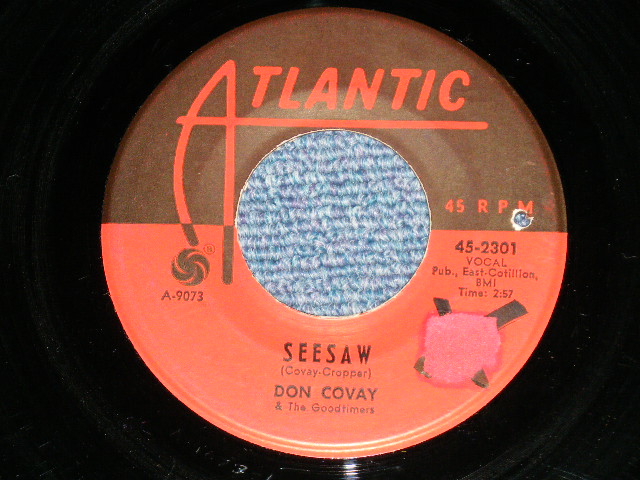 ATLANTIC
45 RPM
®
45-2301
VOCAL
Pub., East-Cotillion,
BMI
Time: 2:57
A-9073
SEESAW
(Covay-Cropper)
DON COVAY
& The Goodtimers